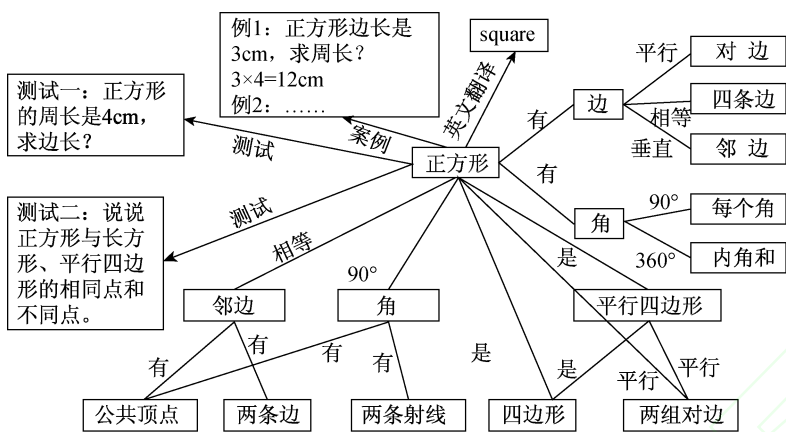 例1：正方形边长是
3cm，求周长？
3×4=12cm
例2：……
square
平行
对 边
测试一：正方形
的周长是4cm，
求边长？
英文翻译
边
四条边
相等
有
案例
测试
垂直
邻 边
正方形
有
测试二：说说
正方形与长方
形、平行四边
形的相同点和
不同点。
测试
90°
每个角
角
相等
是
360°
内角和
90°
邻边
角
平行四边形
有
有
有
有
是
是
平行
平行
公共顶点
两条边
两条射线
四边形
两组对边